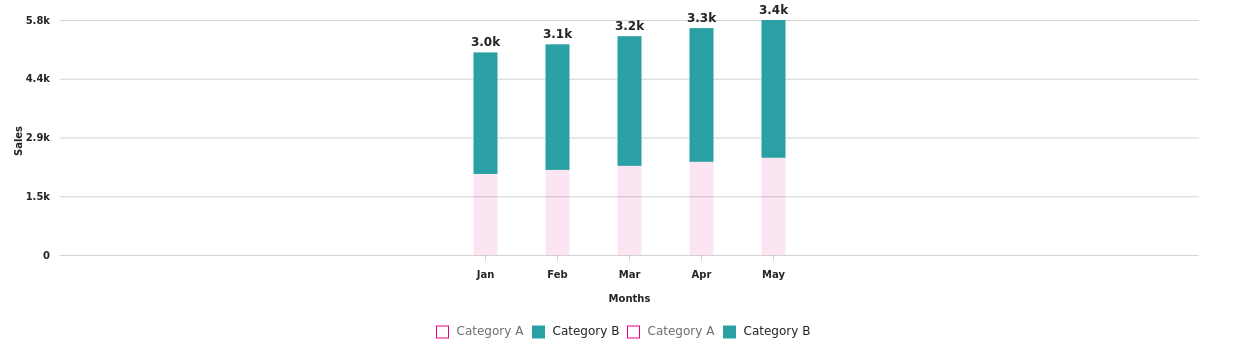 3.4k
3.3k
3.2k
3.1k
3.0k
5.8k
4.4k
2.9k
1.5k
0
Sales
Jan Feb Mar Apr May
Months
Category A Category B Category A Category B